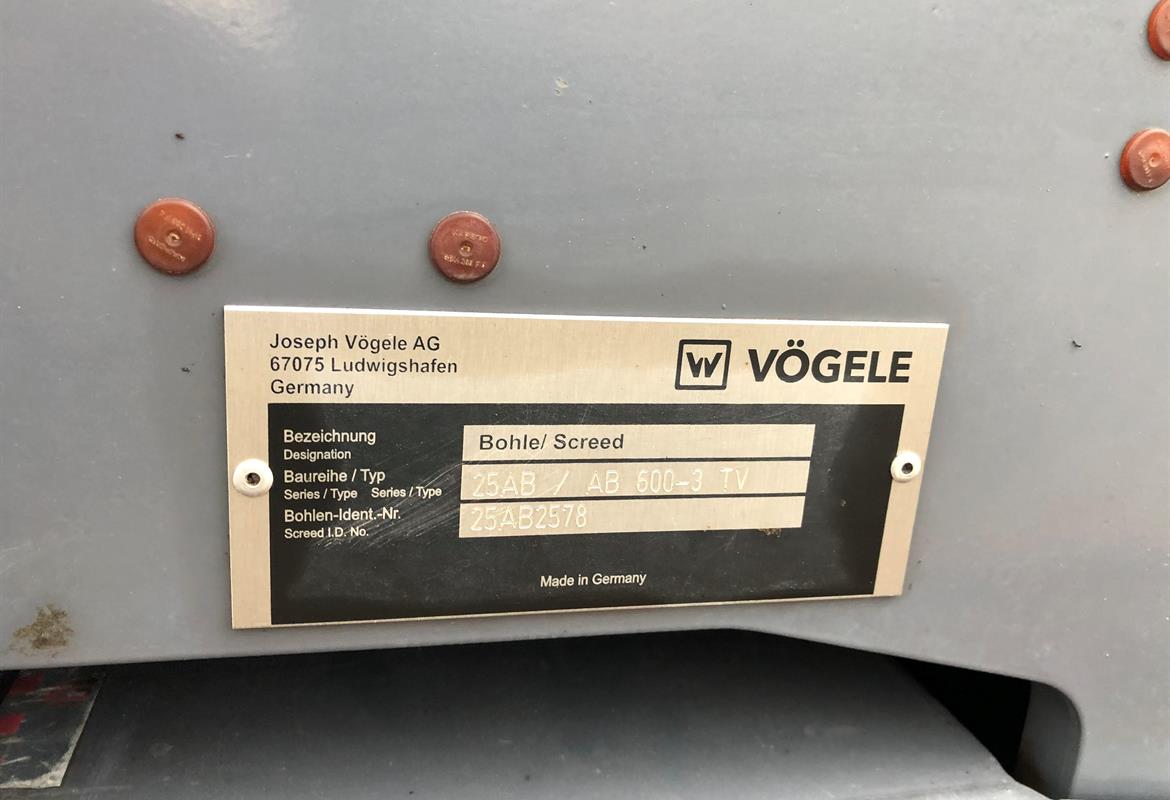 Joseph Vögele AG
67075 Ludwigshafen
Germany
VÖGELE
Bezeichnung
Designation
Bohle/ Screed
Baureihe / Typ
Series / Type Series / Type
25AB / AB 600-3 TV
Bohlen-Ident.-Nr.
Screed I.D. No.
25AB2578
Made in Germany